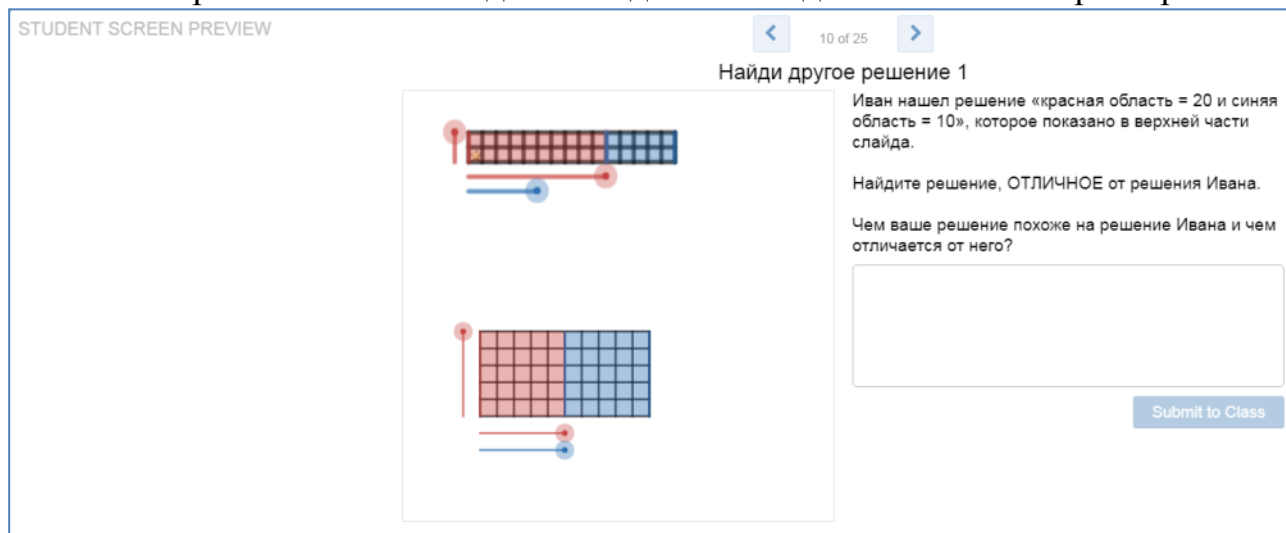 STUDENT SCREEN PREVIEW
10 of 25
Найди другое решение 1
Иван нашел решение «красная область = 20 и синяя
область = 10», которое показано в верхней части
слайда.
Найдите решение, ОТЛИЧНОЕ от решения Ивана.
Чем ваше решение похоже на решение Ивана и чем
отличается от него?
Submit to Class